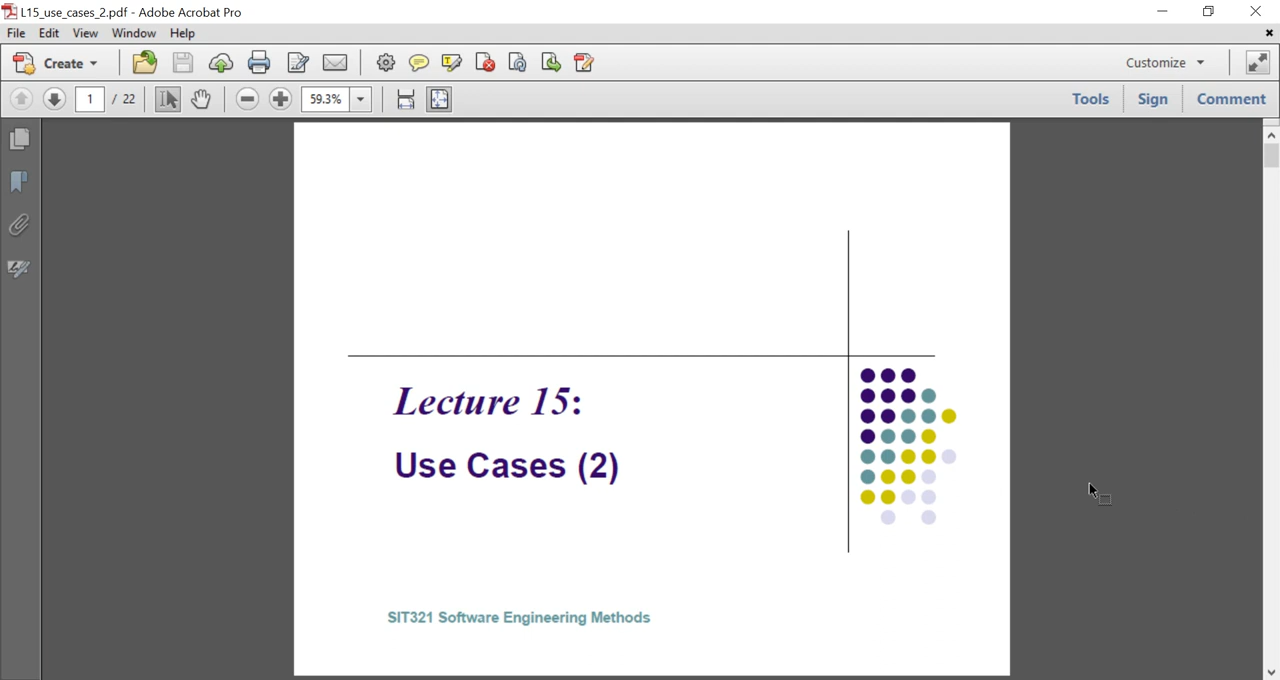 L15_use_cases_2.pdf - Adobe Acrobat Pro
File Edit View Window Help
Create Customize
1 / 22 59.3% Tools Sign Comment
Lecture 15:
Use Cases (2)
SIT321 Software Engineering Methods